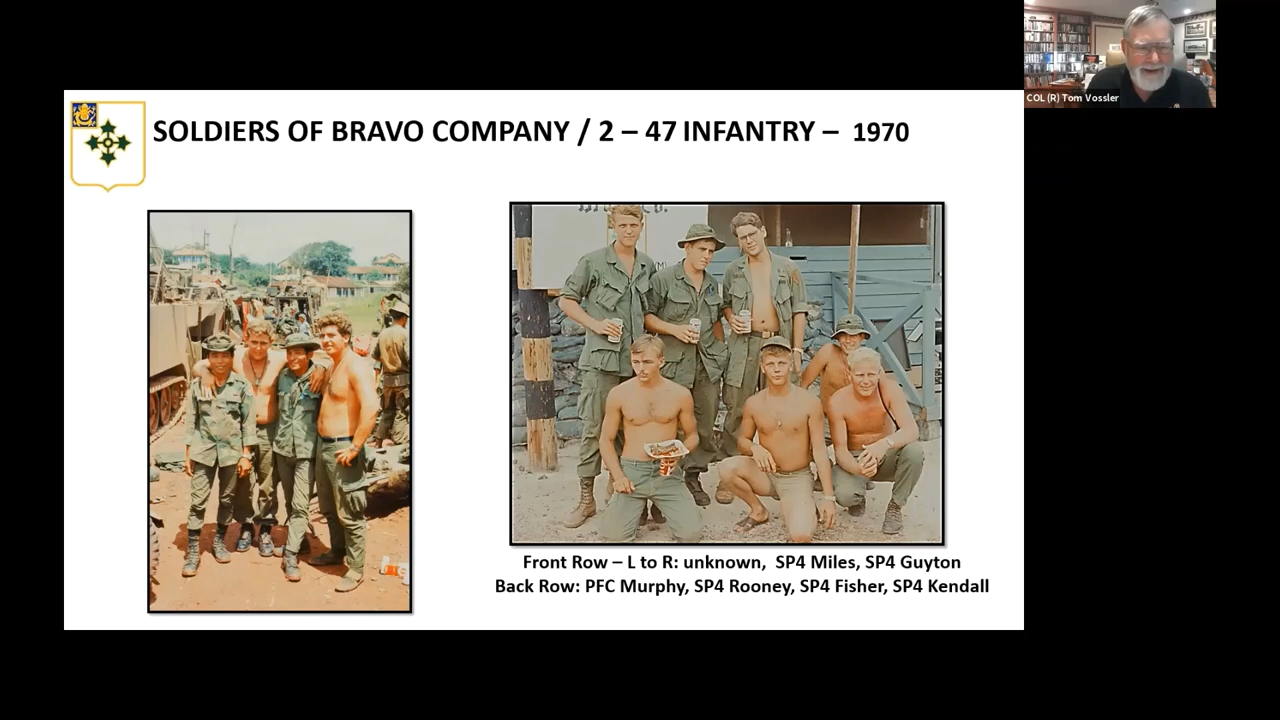 COL (R) Tom Vossler
SOLDIERS OF BRAVO COMPANY / 2 – 47 INFANTRY – 1970
Front Row – L to R: unknown, SP4 Miles, SP4 Guyton
Back Row: PFC Murphy, SP4 Rooney, SP4 Fisher, SP4 Kendall